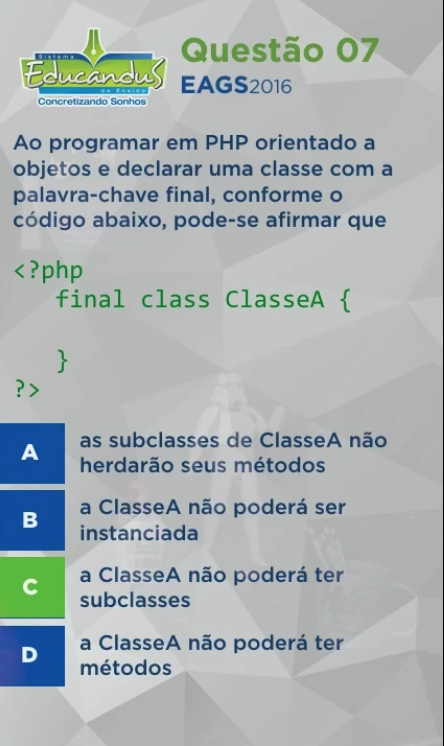 Sistema
Educandus
de Ensino
Concretizando Sonhos
Questão 07
EAGS2016
Ao programar em PHP orientado a
objetos e declarar uma classe com a
palavra-chave final, conforme o
código abaixo, pode-se afirmar que
<?php
final class ClasseA {
}
?>
A as subclasses de ClasseA não
herdarão seus métodos
B a ClasseA não poderá ser
instanciada
C a ClasseA não poderá ter
subclasses
D a ClasseA não poderá ter
métodos